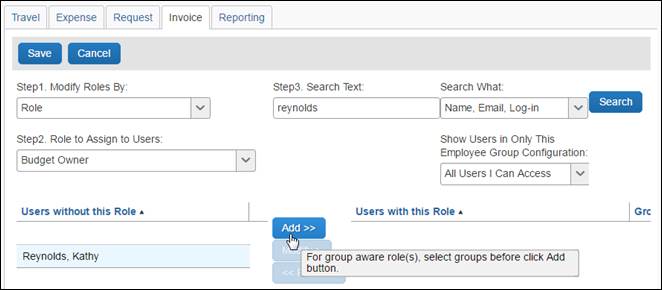 Travel Expense Request Invoice Reporting
Save Cancel
Step1. Modify Roles By: Step3. Search Text: Search What:
Role reynolds Name, Email, Log-in Search
Step2. Role to Assign to Users: Show Users in Only This
Employee Group Configuration:
Budget Owner All Users I Can Access
Users without this Role Users with this Role Gro
Add >>
Reynolds, Kathy
For group aware role(s), select groups before click Add
button.
<<